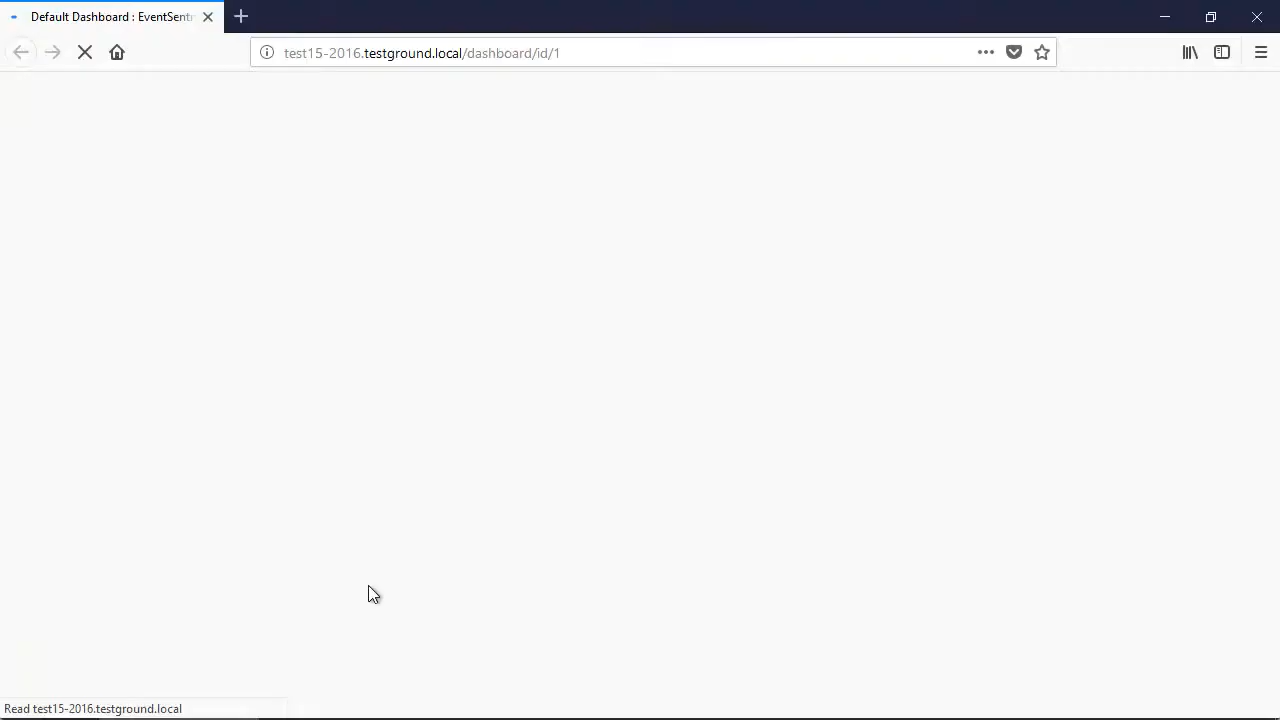 Default Dashboard : EventSentr
test15-2016.testground.local/dashboard/id/1
Read test15-2016.testground.local